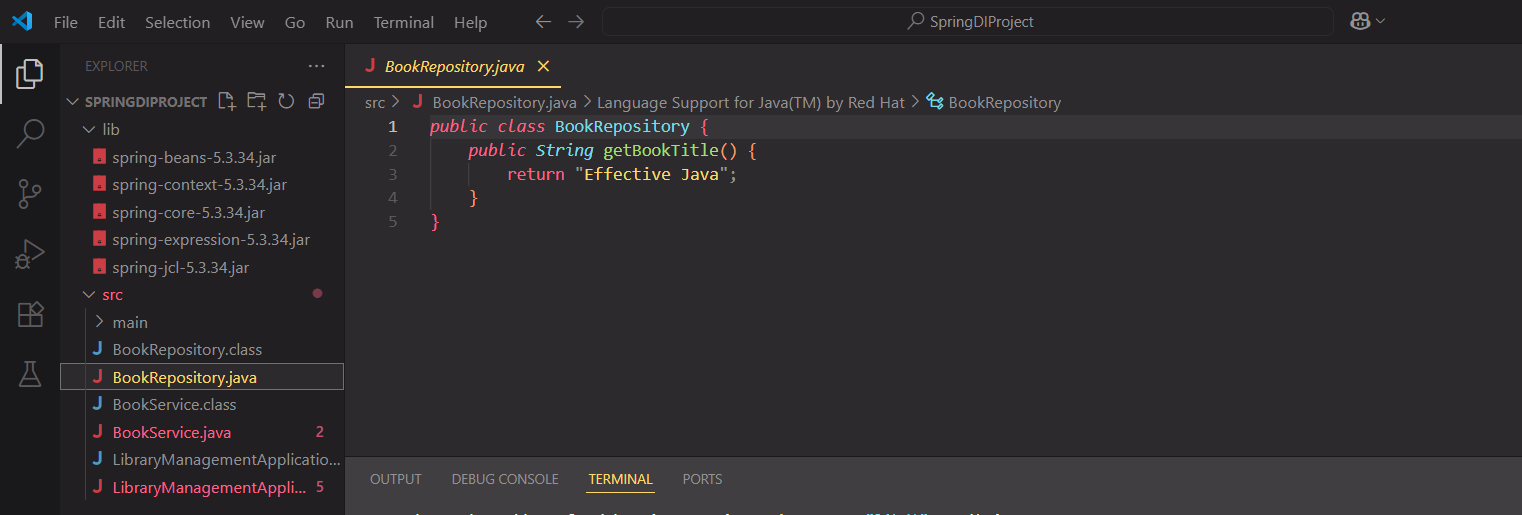 File Edit Selection View Go Run Terminal Help
SpringDIProject
EXPLORER
SPRINGDIPROJECT
lib
spring-beans-5.3.34.jar
spring-context-5.3.34.jar
spring-core-5.3.34.jar
spring-expression-5.3.34.jar
spring-jcl-5.3.34.jar
src
main
BookRepository.class
BookRepository.java
BookService.class
BookService.java 2
LibraryManagementApplicatio...
LibraryManagementAppli... 5
BookRepository.java
src > BookRepository.java > Language Support for Java(TM) by Red Hat > BookRepository
1 public class BookRepository {
2 public String getBookTitle() {
3 return "Effective Java";
4 }
5 }
OUTPUT DEBUG CONSOLE TERMINAL PORTS